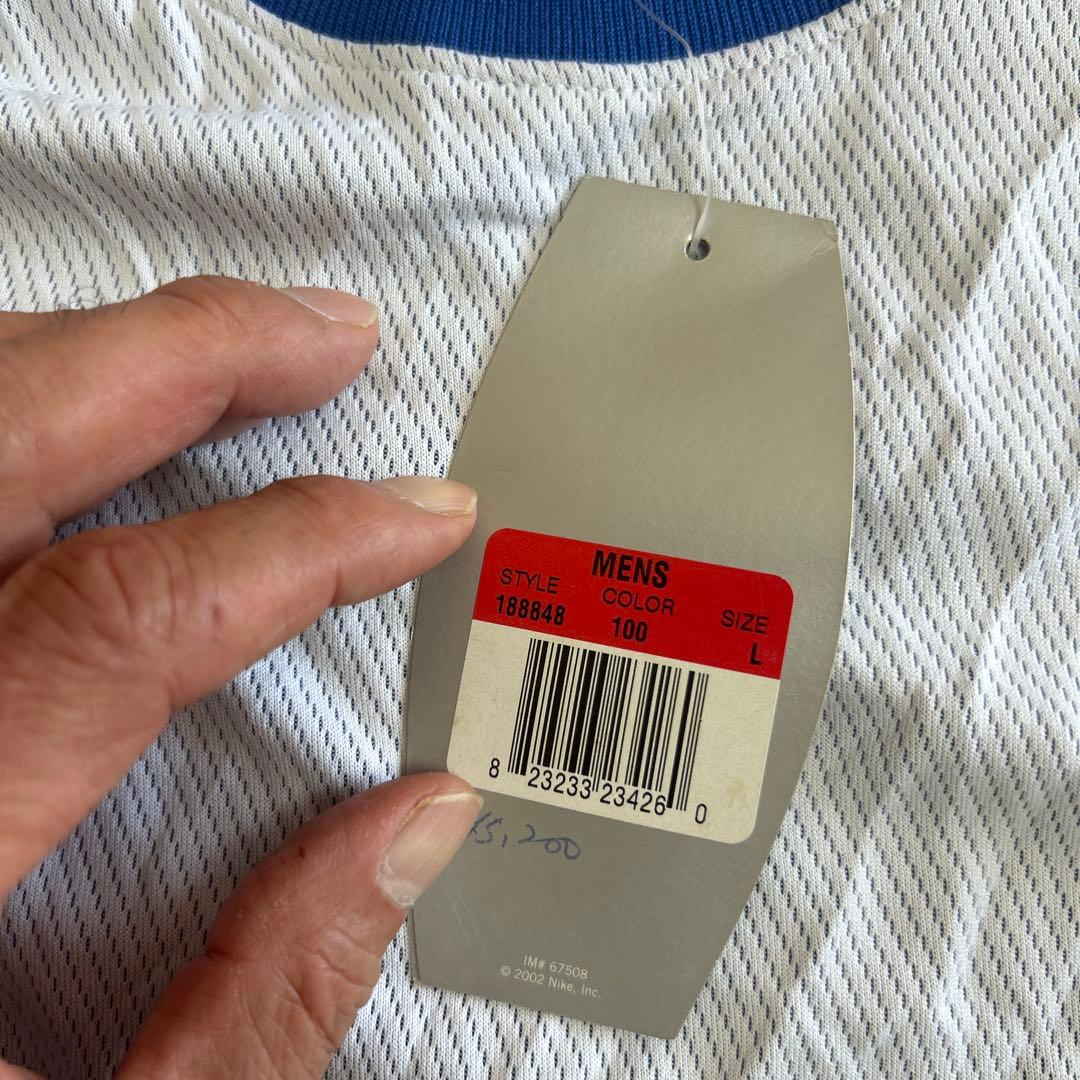 MENS
STYLE COLOR SIZE
188848 100 L
8 23233 23426 0
5,200
IM# 67508
© 2002 Nike, Inc.